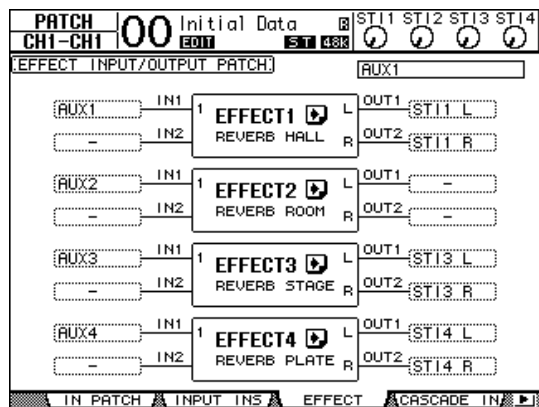 PATCH
CH1-CH1
00 Initial Data
EDIT ST 48k
STI1 STI2 STI3 STI4
EFFECT INPUT/OUTPUT PATCH
AUX1
AUX1 IN1 1 EFFECT1 L OUT1 STI1 L
- IN2 REVERB HALL R OUT2 STI1 R
AUX2 IN1 1 EFFECT2 L OUT1 -
- IN2 REVERB ROOM R OUT2 -
AUX3 IN1 1 EFFECT3 L OUT1 STI3 L
- IN2 REVERB STAGE R OUT2 STI3 R
AUX4 IN1 1 EFFECT4 L OUT1 STI4 L
- IN2 REVERB PLATE R OUT2 STI4 R
IN PATCH INPUT INS EFFECT CASCADE IN